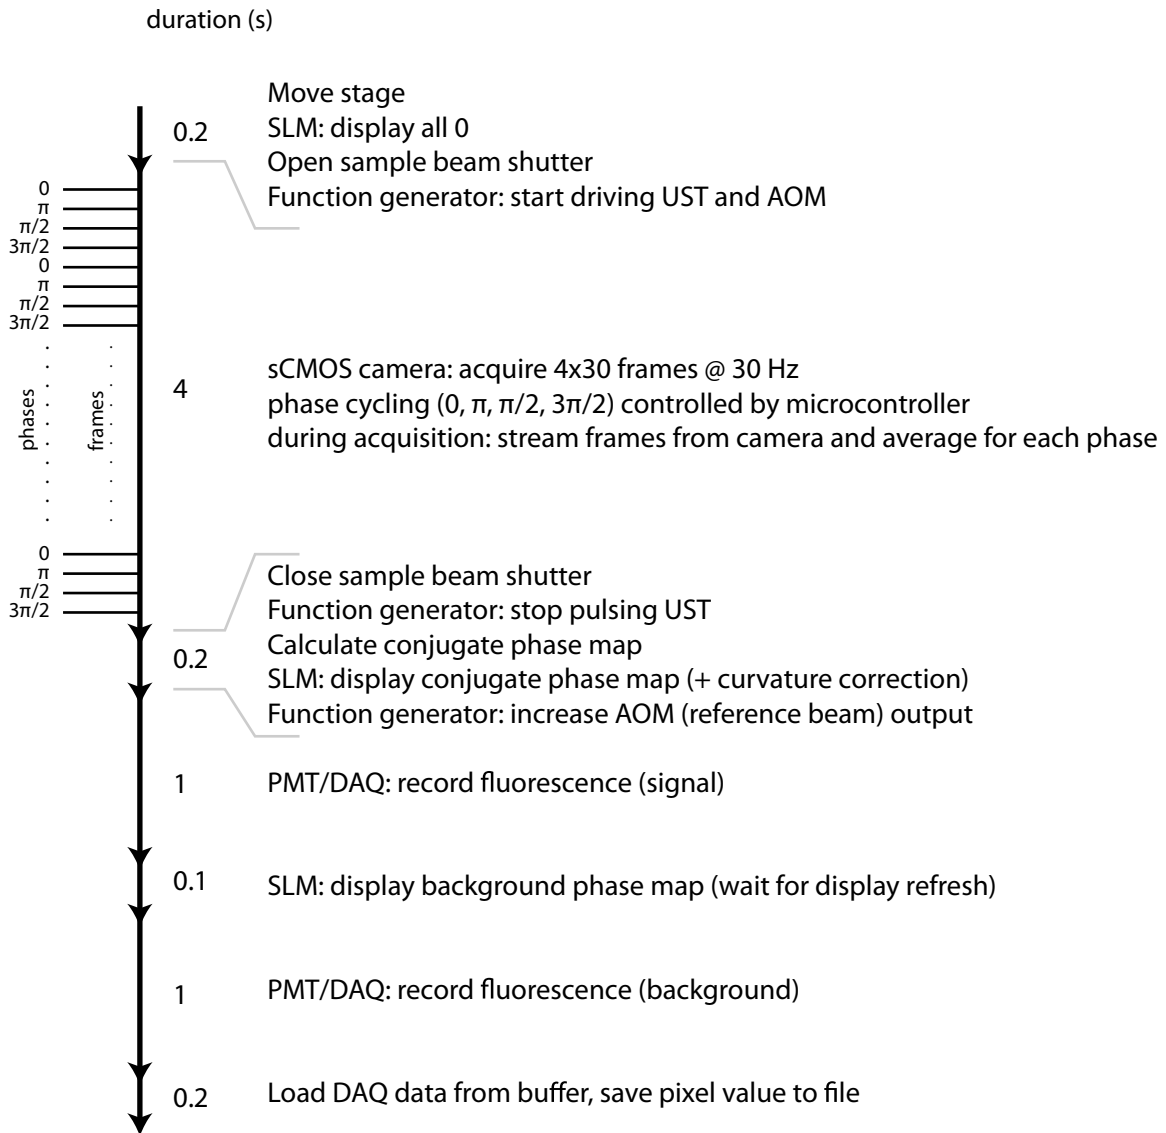 duration (s)
0.2
Move stage
SLM: display all 0
Open sample beam shutter
Function generator: start driving UST and AOM
0
π
π/2
3π/2
0
π
π/2
3π/2
phases
frames
4
sCMOS camera: acquire 4x30 frames @ 30 Hz
phase cycling (0, π, π/2, 3π/2) controlled by microcontroller
during acquisition: stream frames from camera and average for each phase
0
π
π/2
3π/2
0.2
Close sample beam shutter
Function generator: stop pulsing UST
Calculate conjugate phase map
SLM: display conjugate phase map (+ curvature correction)
Function generator: increase AOM (reference beam) output
1
PMT/DAQ: record fluorescence (signal)
0.1
SLM: display background phase map (wait for display refresh)
1
PMT/DAQ: record fluorescence (background)
0.2
Load DAQ data from buffer, save pixel value to file